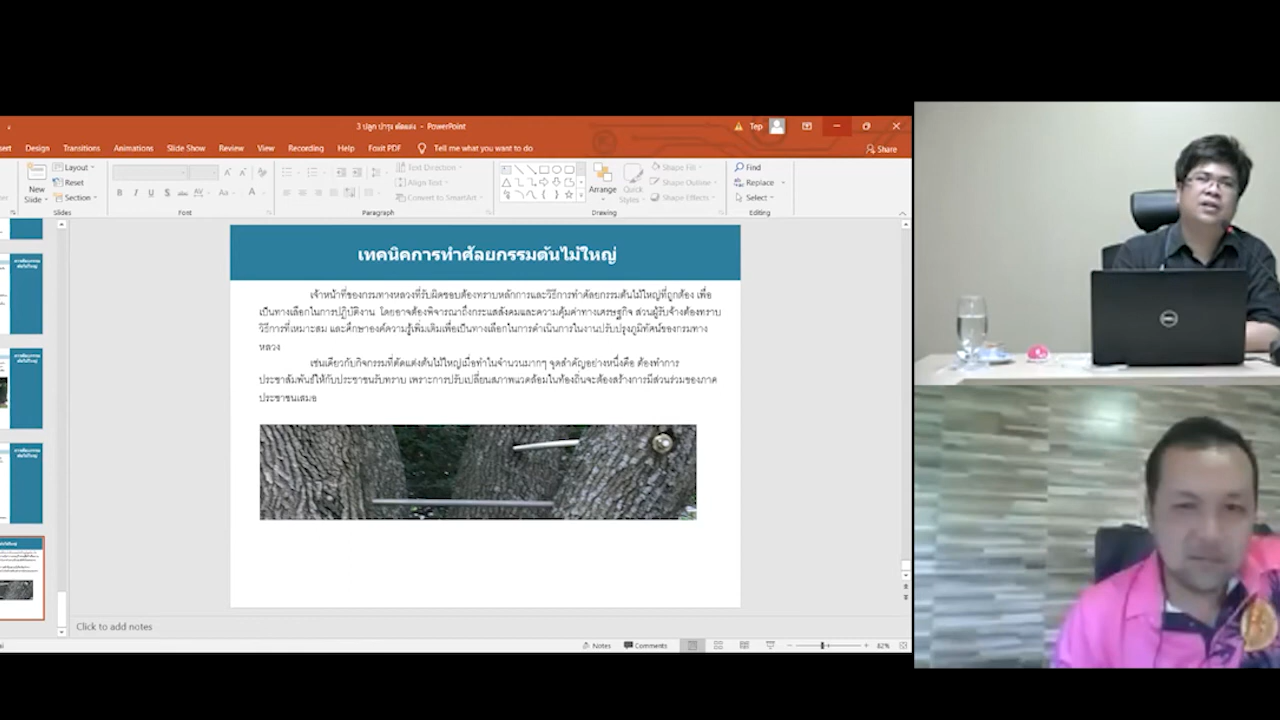 3 ปลูก บำรุง ตัดแต่ง - PowerPoint
Tep
Design Transitions Animations Slide Show Review View Recording Help Foxit PDF Tell me what you want to do
Share
New Slide
Layout
Reset
Section
Slides
B I U S abc AV Aa A
Font
Text Direction
Align Text
Convert to SmartArt
Paragraph
Arrange
Quick Styles
Shape Fill
Shape Outline
Shape Effects
Drawing
Find
Replace
Select
Editing
เทคนิคการทำศัลยกรรมต้นไม้ใหญ่
เจ้าหน้าที่ของกรมทางหลวงที่รับผิดชอบต้องทราบหลักการและวิธีการทำศัลยกรรมต้นไม้ใหญ่ที่ถูกต้อง เพื่อ
เป็นทางเลือกในการปฏิบัติงาน โดยอาจต้องพิจารณาถึงกระแสสังคมและความคุ้มค่าทางเศรษฐกิจ ส่วนผู้รับจ้างต้องทราบ
วิธีการที่เหมาะสม และศึกษาองค์ความรู้เพิ่มเติมเพื่อเป็นทางเลือกในการดำเนินการในงานปรับปรุงภูมิทัศน์ของกรมทาง
หลวง
เช่นเดียวกับกิจกรรมที่ตัดแต่งต้นไม้ใหญ่เมื่อทำในจำนวนมากๆ จุดสำคัญอย่างหนึ่งคือ ต้องทำการ
ประชาสัมพันธ์ให้กับประชาชนรับทราบ เพราะการปรับเปลี่ยนสภาพแวดล้อมในท้องถิ่นจะต้องสร้างการมีส่วนร่วมของภาค
ประชาชนเสมอ
Click to add notes
Notes Comments 82%
DELL